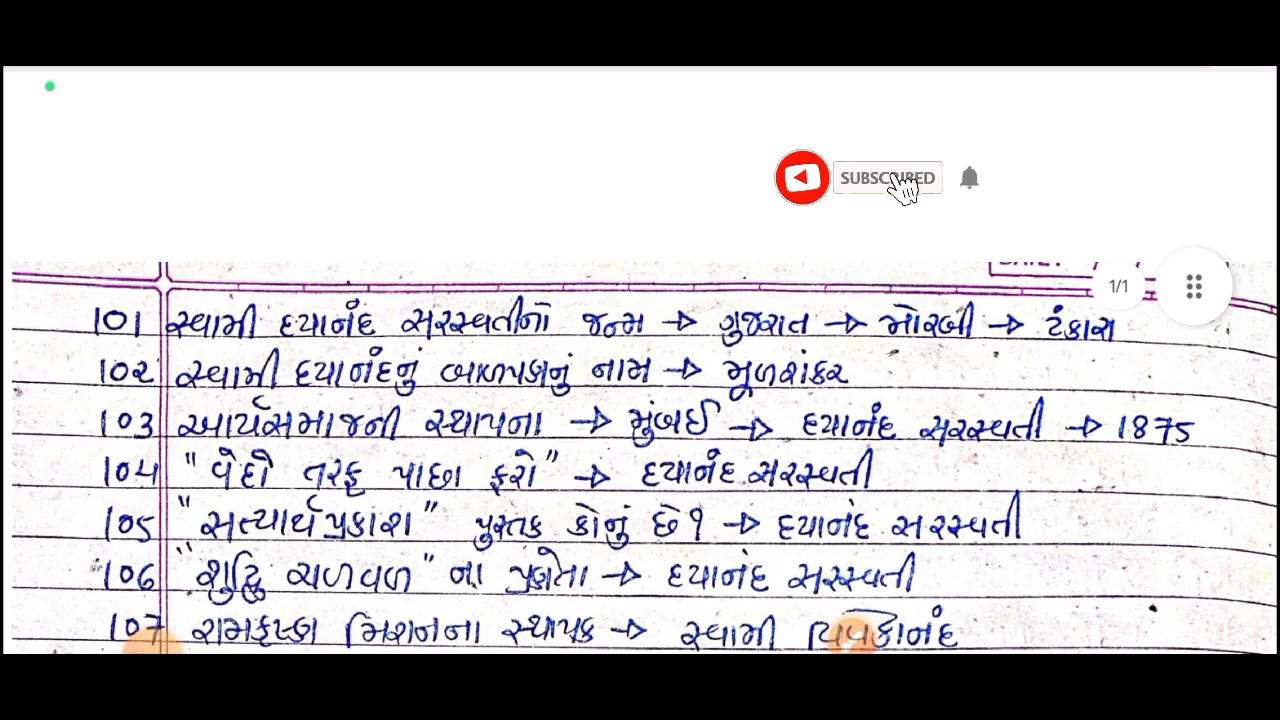 SUBSCRIBED
1/1
101 સ્વામી દયાનંદ સરસ્વતીનો જન્મ → ગુજરાત → મોરબી → ટંકારા
102 સ્વામી દયાનંદનું બાળપણનું નામ → મૂળશંકર
103 આર્યસમાજની સ્થાપના → મુંબઈ → દયાનંદ સરસ્વતી → 1875
104 "વેદો તરફ પાછા ફરો" → દયાનંદ સરસ્વતી
105 "સત્યાર્થપ્રકાશ" પુસ્તક કોનું છે? → દયાનંદ સરસ્વતી
106 "શુદ્ધિ ચળવળ" ના પ્રણેતા → દયાનંદ સરસ્વતી
107 રામકૃષ્ણ મિશનના સ્થાપક → સ્વામી વિવેકાનંદ